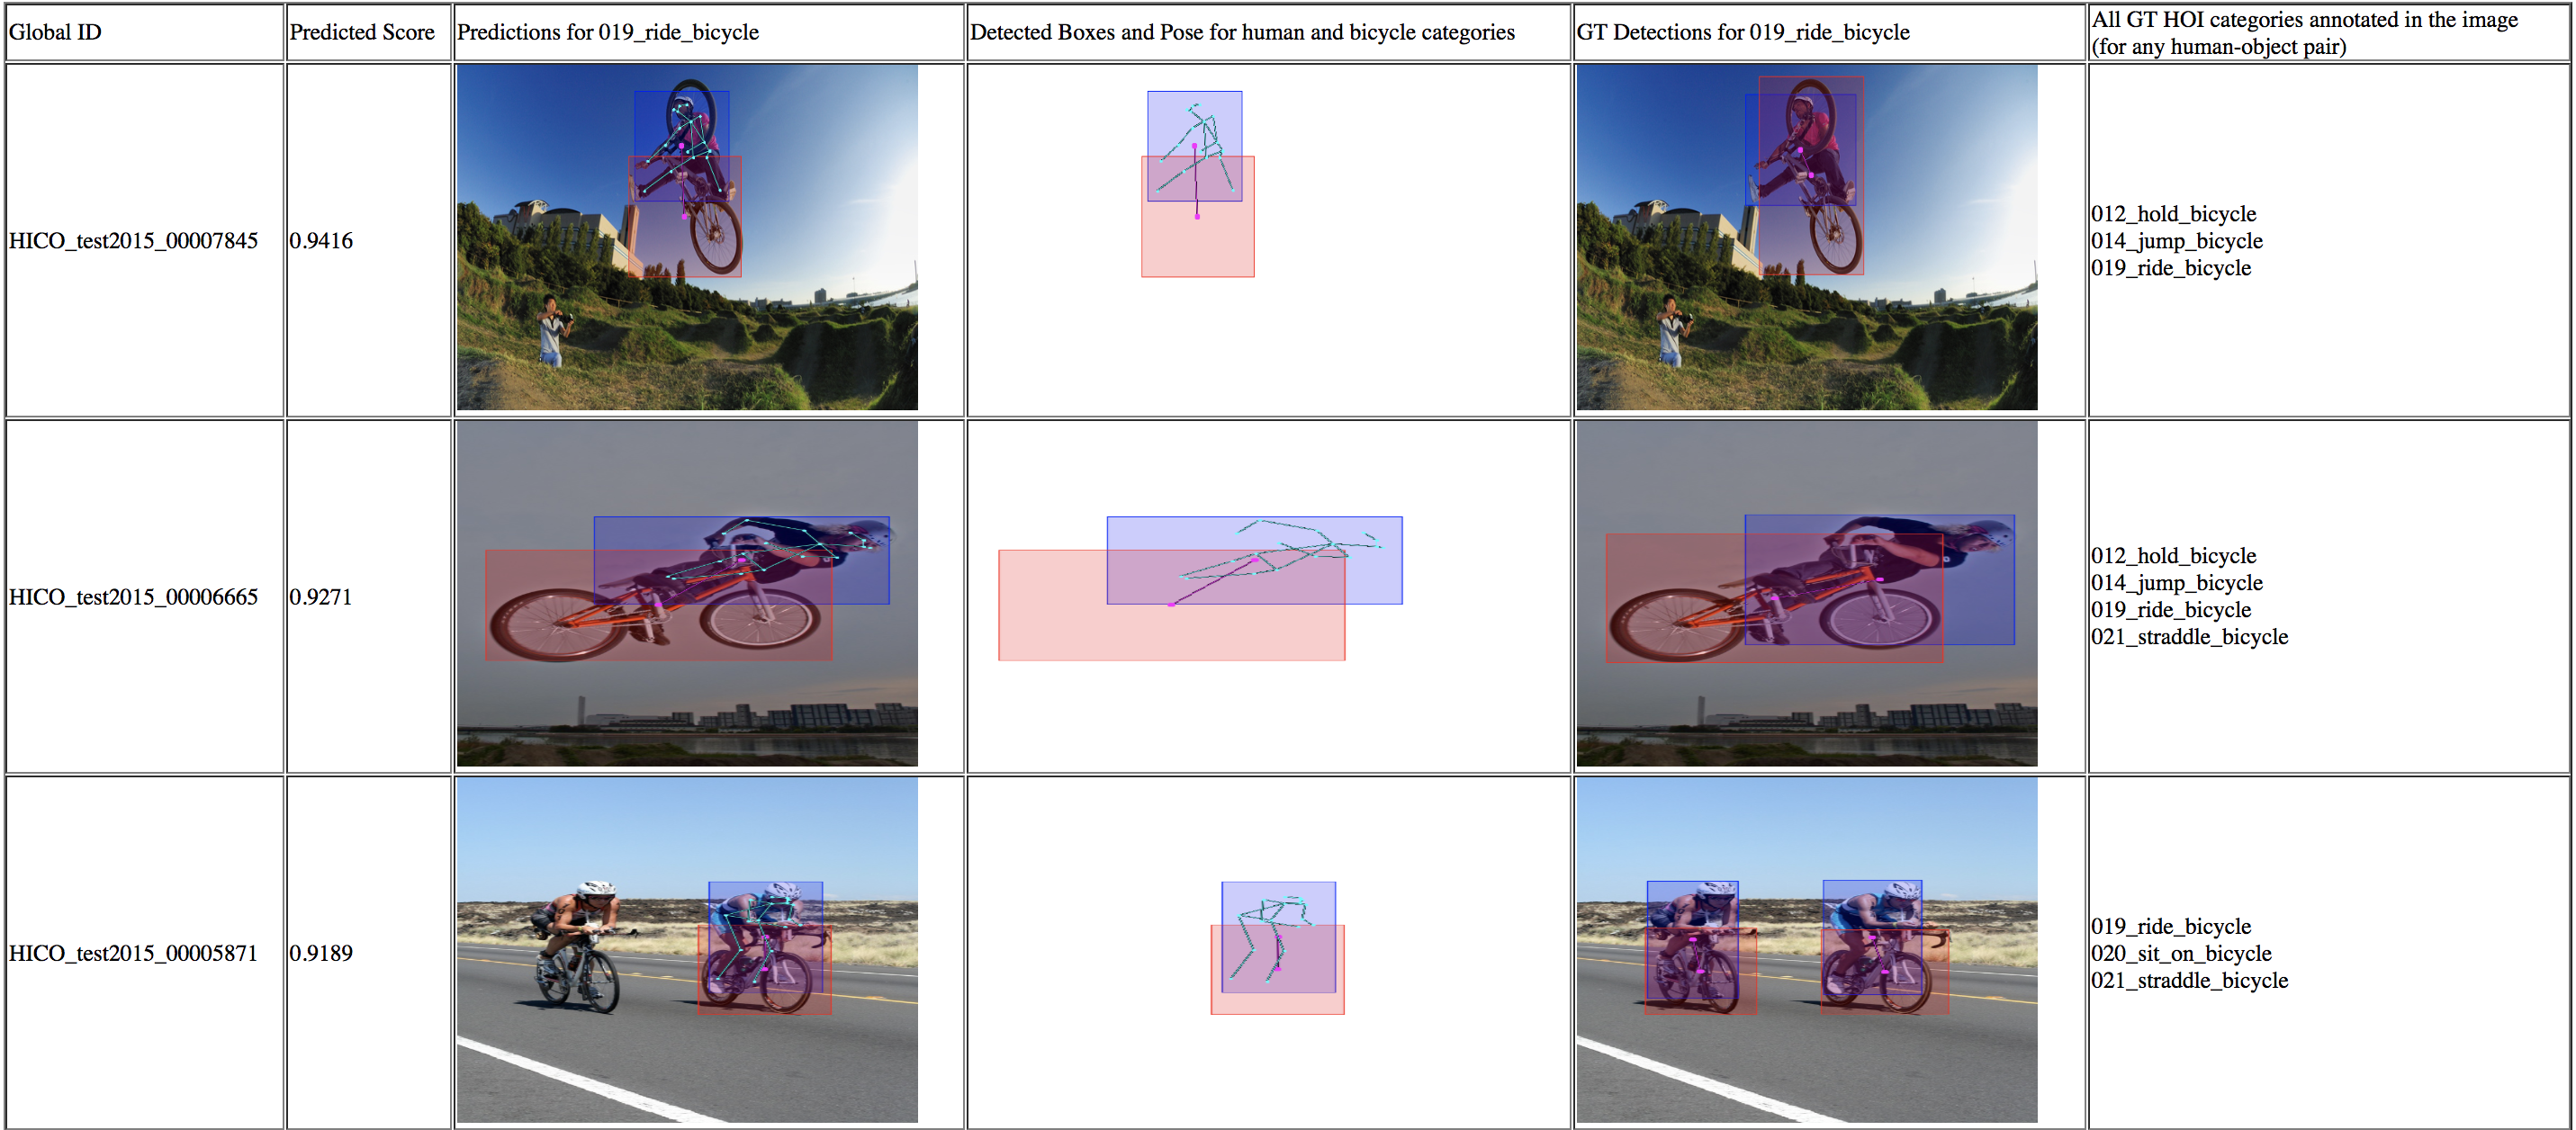 Global ID
Predicted Score
Predictions for 019_ride_bicycle
Detected Boxes and Pose for human and bicycle categories
GT Detections for 019_ride_bicycle
All GT HOI categories annotated in the image
(for any human-object pair)
HICO_test2015_00007845
0.9416
012_hold_bicycle
014_jump_bicycle
019_ride_bicycle
HICO_test2015_00006665
0.9271
012_hold_bicycle
014_jump_bicycle
019_ride_bicycle
021_straddle_bicycle
HICO_test2015_00005871
0.9189
019_ride_bicycle
020_sit_on_bicycle
021_straddle_bicycle